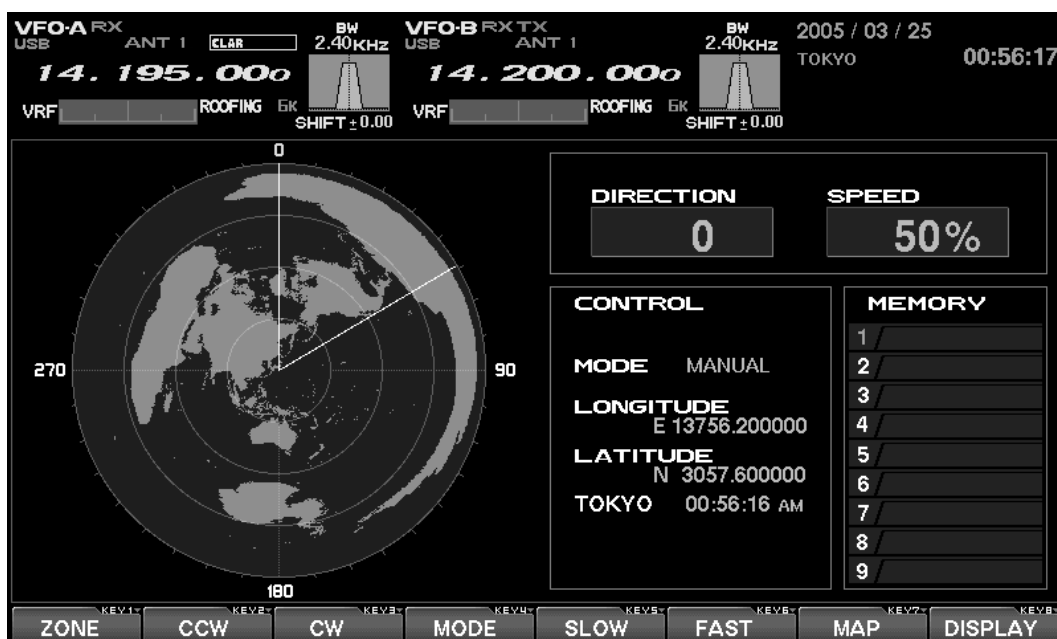 VFO-A RX
USB ANT 1 CLAR
BW
2.40KHz
14. 195. 000
VRF
ROOFING 6K
SHIFT ± 0.00
VFO-B RX TX
USB ANT 1
BW
2.40KHz
14. 200. 000
VRF
ROOFING 6K
SHIFT ± 0.00
2005 / 03 / 25
TOKYO 00:56:17
0
270
90
180
DIRECTION
0
SPEED
50%
CONTROL
MODE MANUAL
LONGITUDE
E 13756.200000
LATITUDE
N 3057.600000
TOKYO 00:56:16 AM
MEMORY
1
2
3
4
5
6
7
8
9
KEY1 KEY2 KEY3 KEY4 KEY5 KEY6 KEY7 KEY8
ZONE CCW CW MODE SLOW FAST MAP DISPLAY